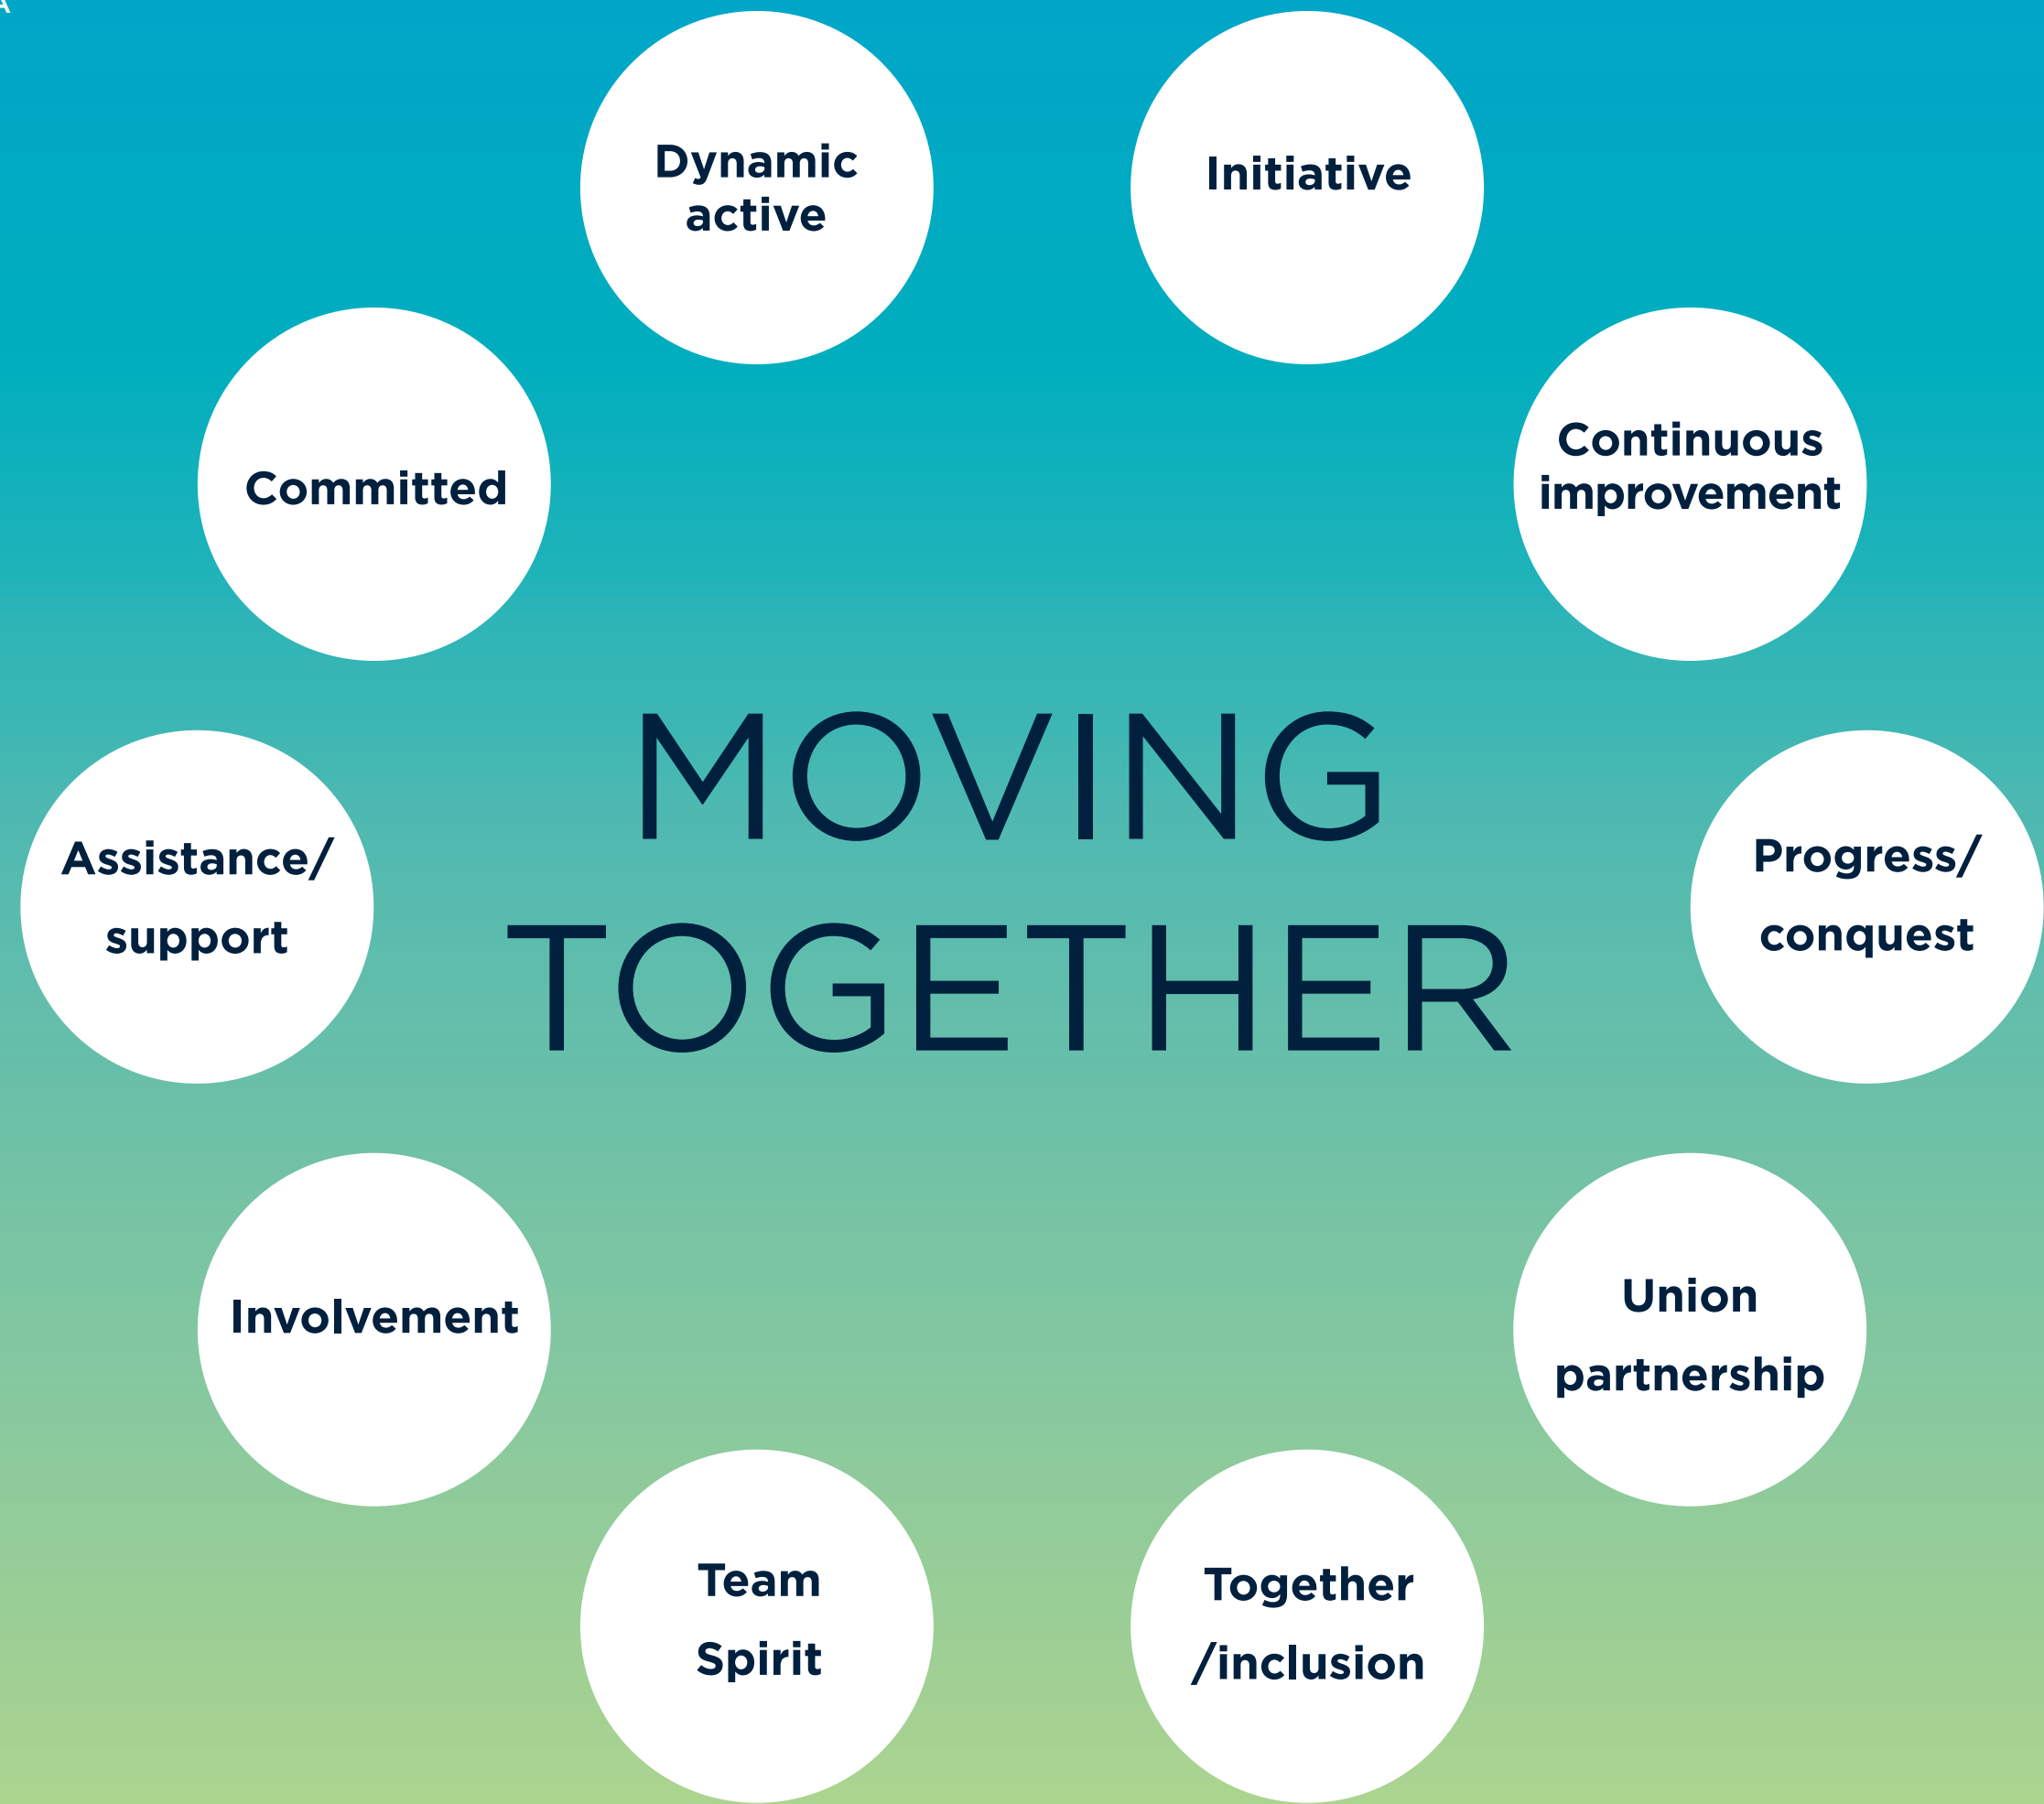 A
Dynamic
active
Initiative
Committed
Continuous
improvement
MOVING
TOGETHER
Assistance/
support
Progress/
conquest
Involvement
Union
partnership
Team
Spirit
Together
/inclusion